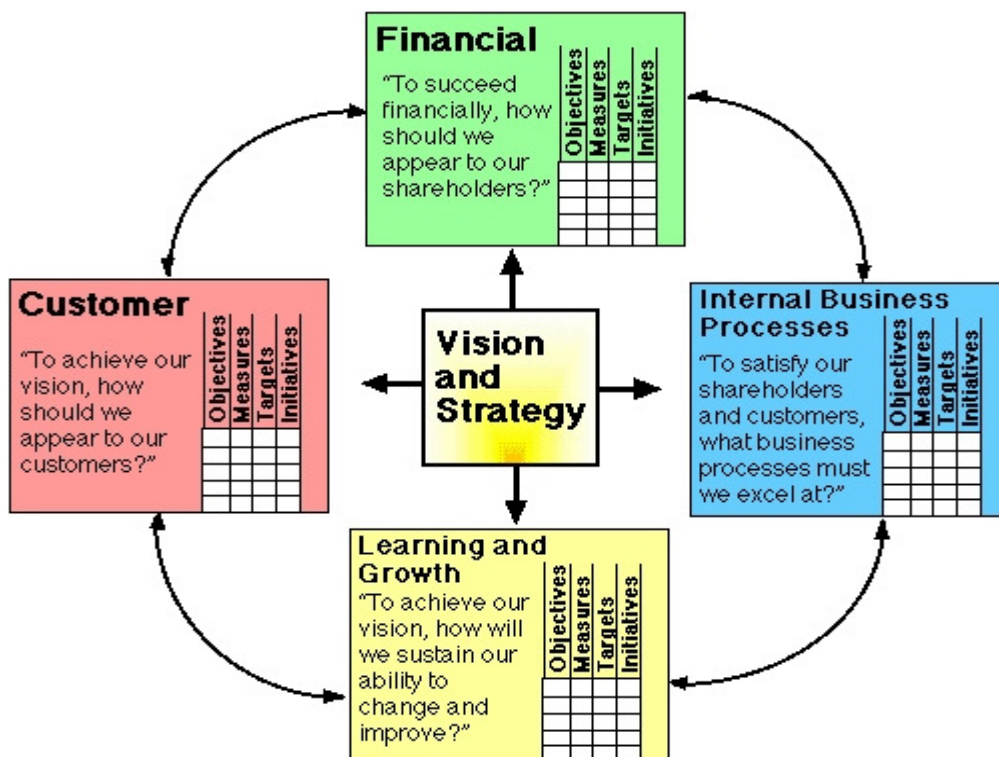 Financial
“To succeed
financially, how
should we
appear to our
shareholders?”
Objectives
Measures
Targets
Initiatives
Customer
“To achieve our
vision, how
should we
appear to our
customers?”
Objectives
Measures
Targets
Initiatives
Vision
and
Strategy
Internal Business
Processes
“To satisfy our
shareholders
and customers,
what business
processes must
we excel at?”
Objectives
Measures
Targets
Initiatives
Learning and
Growth
“To achieve our
vision, how will
we sustain our
ability to
change and
improve?”
Objectives
Measures
Targets
Initiatives